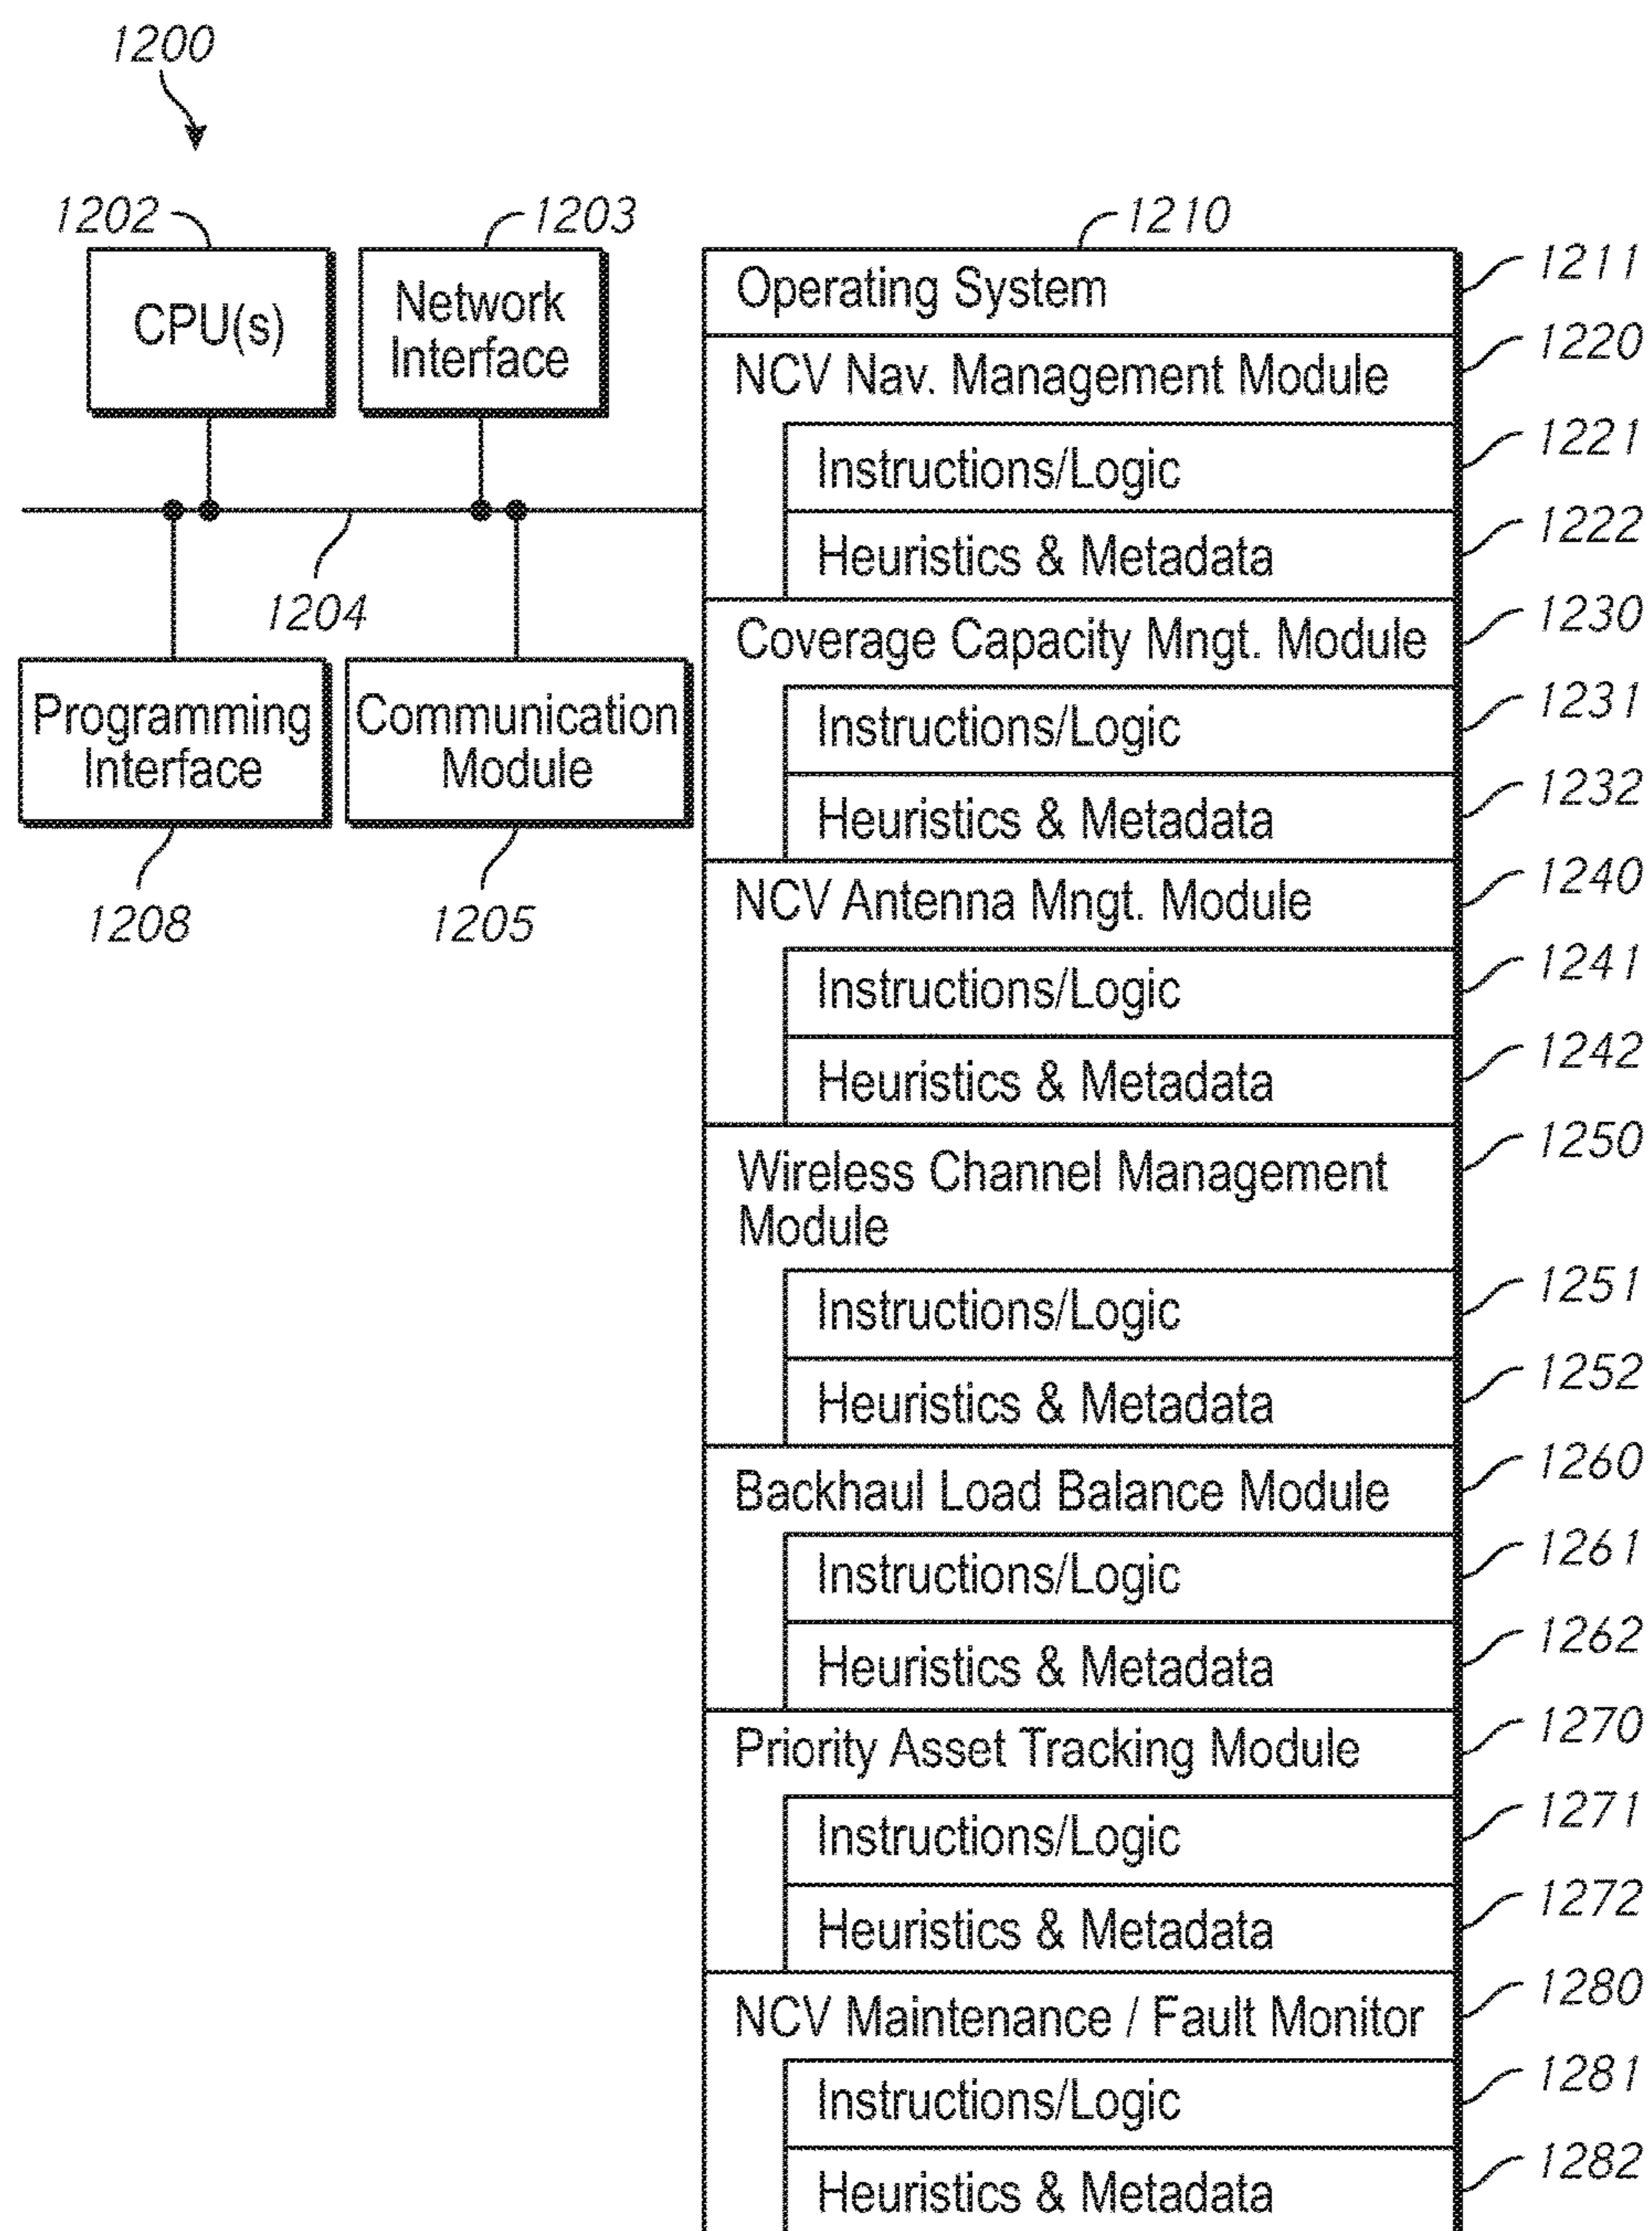 1200
1202
1203
1210
1211
CPU(s)
Network
Interface
Operating System
1220
NCV Nav. Management Module
1221
Instructions/Logic
1222
Heuristics & Metadata
1204
1230
Coverage Capacity Mngt. Module
1231
Programming
Interface
Communication
Module
Instructions/Logic
1232
Heuristics & Metadata
1208
1205
1240
NCV Antenna Mngt. Module
1241
Instructions/Logic
1242
Heuristics & Metadata
1250
Wireless Channel Management
Module
1251
Instructions/Logic
1252
Heuristics & Metadata
1260
Backhaul Load Balance Module
1261
Instructions/Logic
1262
Heuristics & Metadata
1270
Priority Asset Tracking Module
1271
Instructions/Logic
1272
Heuristics & Metadata
1280
NCV Maintenance / Fault Monitor
1281
Instructions/Logic
1282
Heuristics & Metadata